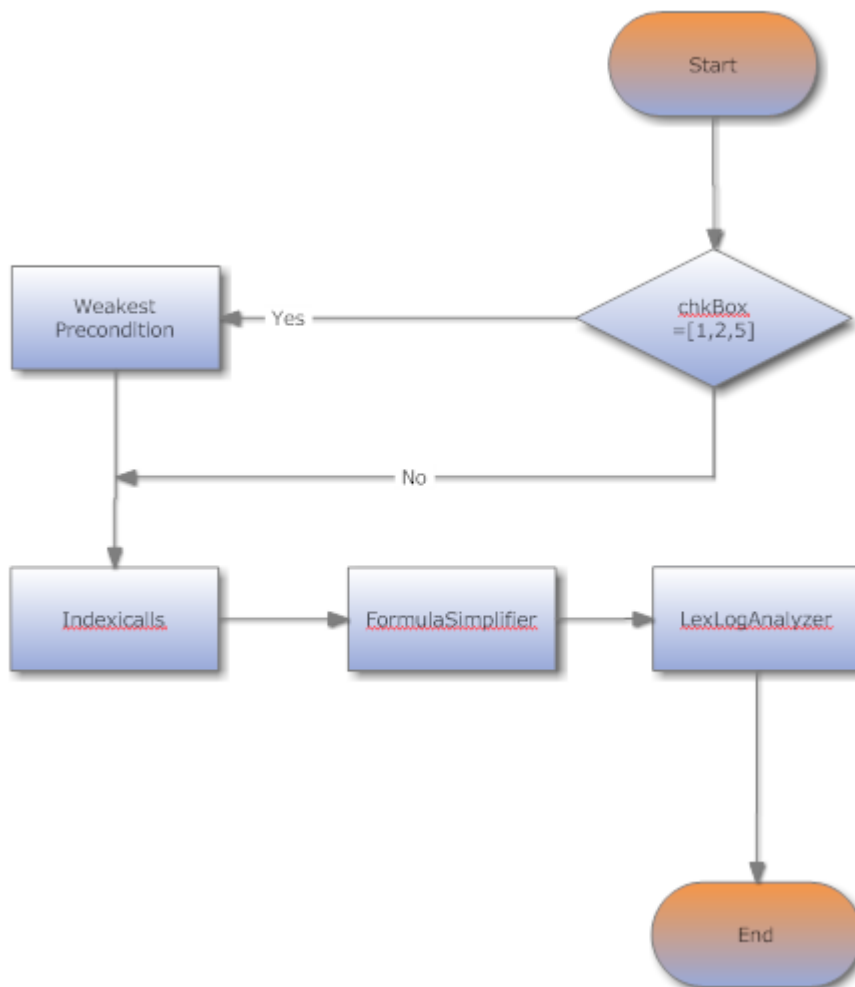 Start
chkBox
=[1,2,5]
Yes
Weakest
Precondition
No
Indexicalls
FormulaSimplifier
LexLogAnalyzer
End